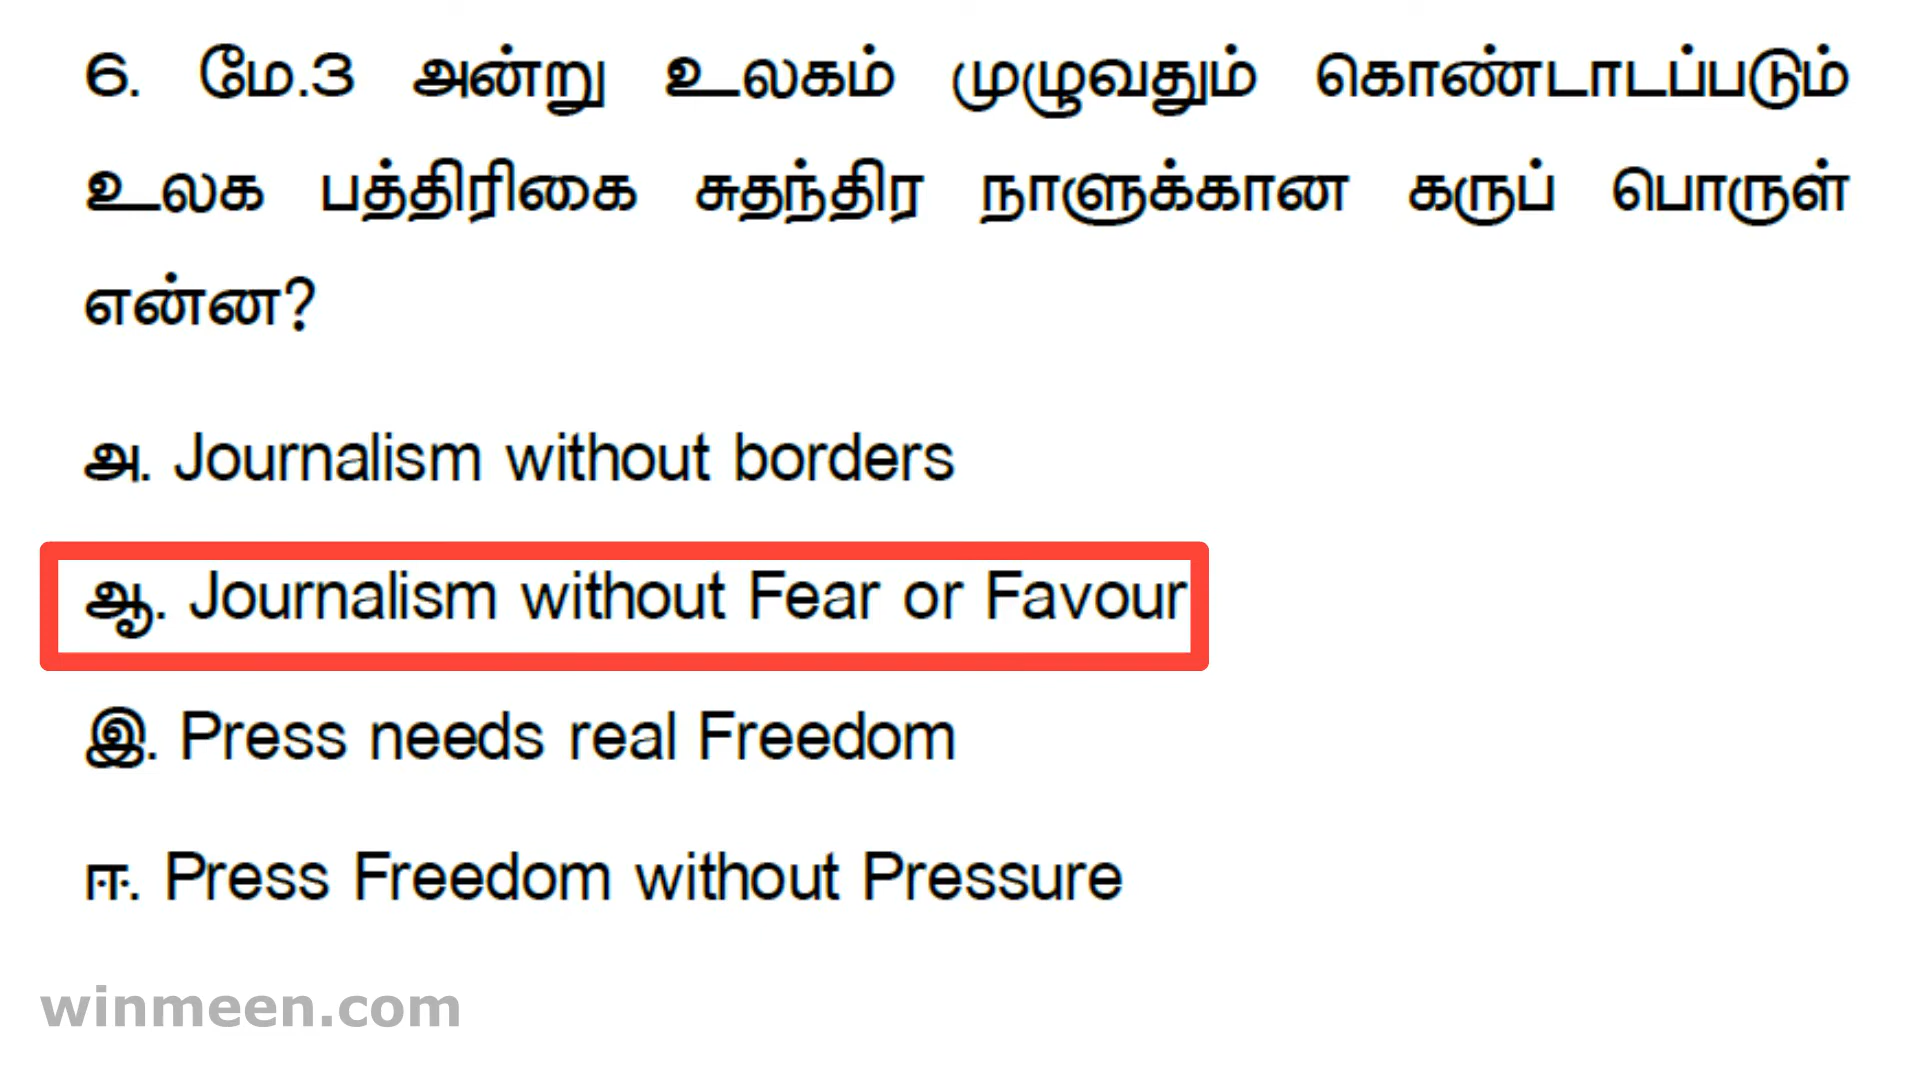 6. மே.3 அன்று உலகம் முழுவதும் கொண்டாடப்படும்
உலக பத்திரிகை சுதந்திர நாளுக்கான கருப் பொருள்
என்ன?
அ. Journalism without borders
ஆ. Journalism without Fear or Favour
இ. Press needs real Freedom
ஈ. Press Freedom without Pressure
winmeen.com